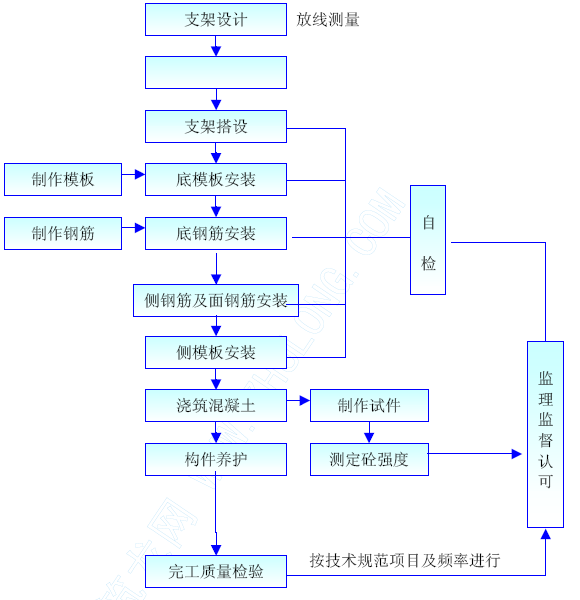 支架设计
放线测量
支架搭设
制作模板
底模板安装
制作钢筋
底钢筋安装
自检
侧钢筋及面钢筋安装
侧模板安装
浇筑混凝土
制作试件
构件养护
测定砼强度
监理监督认可
完工质量检验
按技术规范项目及频率进行